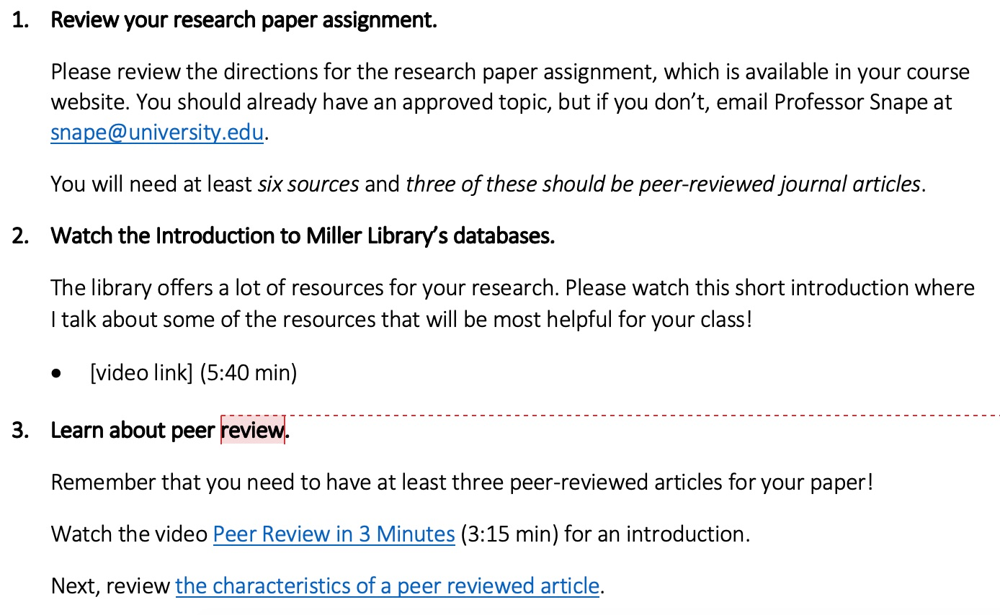 1. Review your research paper assignment.
Please review the directions for the research paper assignment, which is available in your course
website. You should already have an approved topic, but if you don’t, email Professor Snape at
snape@university.edu.
You will need at least six sources and three of these should be peer-reviewed journal articles.
2. Watch the Introduction to Miller Library’s databases.
The library offers a lot of resources for your research. Please watch this short introduction where
I talk about some of the resources that will be most helpful for your class!
• [video link] (5:40 min)
3. Learn about peer review.
Remember that you need to have at least three peer-reviewed articles for your paper!
Watch the video Peer Review in 3 Minutes (3:15 min) for an introduction.
Next, review the characteristics of a peer reviewed article.